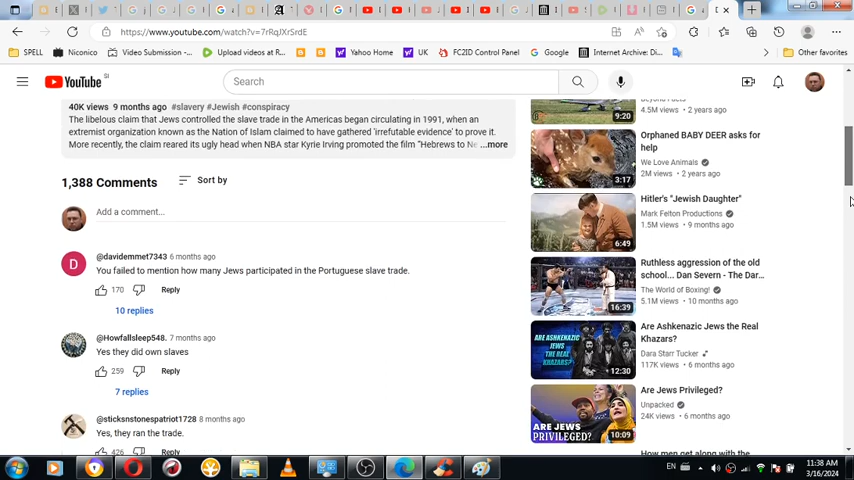 https://www.youtube.com/watch?v=7rRqJXrSrdE
SPELL
Niconico
Video Submission -...
Upload videos at R...
Yahoo Home
UK
FC2ID Control Panel
Google
Internet Archive: Di...
Other favorites
YouTube SI
Search
40K views 9 months ago #slavery #Jewish #conspiracy
The libelous claim that Jews controlled the slave trade in the Americas began circulating in 1991, when an
extremist organization known as the Nation of Islam claimed to have gathered 'irrefutable evidence' to prove it.
More recently, the claim reared its ugly head when NBA star Kyrie Irving promoted the film "Hebrews to Ne ...more
1,388 Comments
Sort by
Add a comment...
@davidemmet7343 6 months ago
You failed to mention how many Jews participated in the Portuguese slave trade.
170
Reply
10 replies
@Howfallsleep548. 7 months ago
Yes they did own slaves
259
Reply
7 replies
@sticksnstonespatriot1728 8 months ago
Yes, they ran the trade.
426
Reply
9:20
4.5M views • 2 years ago
Orphaned BABY DEER asks for
help
We Love Animals
2M views • 2 years ago
3:17
Hitler's "Jewish Daughter"
Mark Felton Productions
1.5M views • 9 months ago
6:49
Ruthless aggression of the old
school... Dan Severn - The Dar...
The World of Boxing!
5.1M views • 10 months ago
16:39
ARE ASHKENAZIC JEWS THE REAL KHAZARS?
12:30
Are Ashkenazic Jews the Real
Khazars?
Dara Starr Tucker
117K views • 6 months ago
ARE JEWS
PRIVILEGED?
10:09
Are Jews Privileged?
Unpacked
24K views • 6 months ago
How men get along with the
EN
11:38 AM
3/16/2024